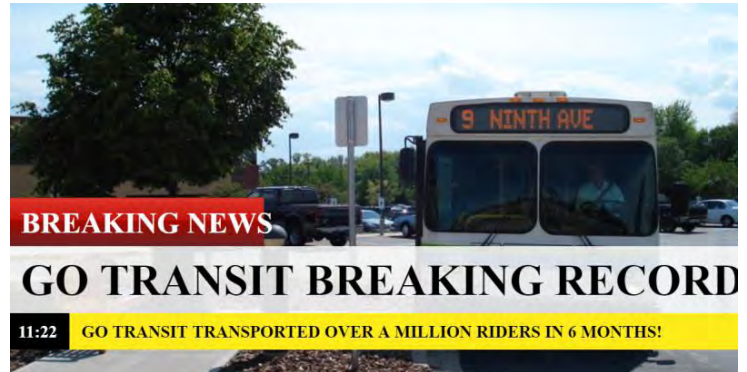 9 NINTH AVE
BREAKING NEWS
GO TRANSIT BREAKING RECORD
11:22 GO TRANSIT TRANSPORTED OVER A MILLION RIDERS IN 6 MONTHS!